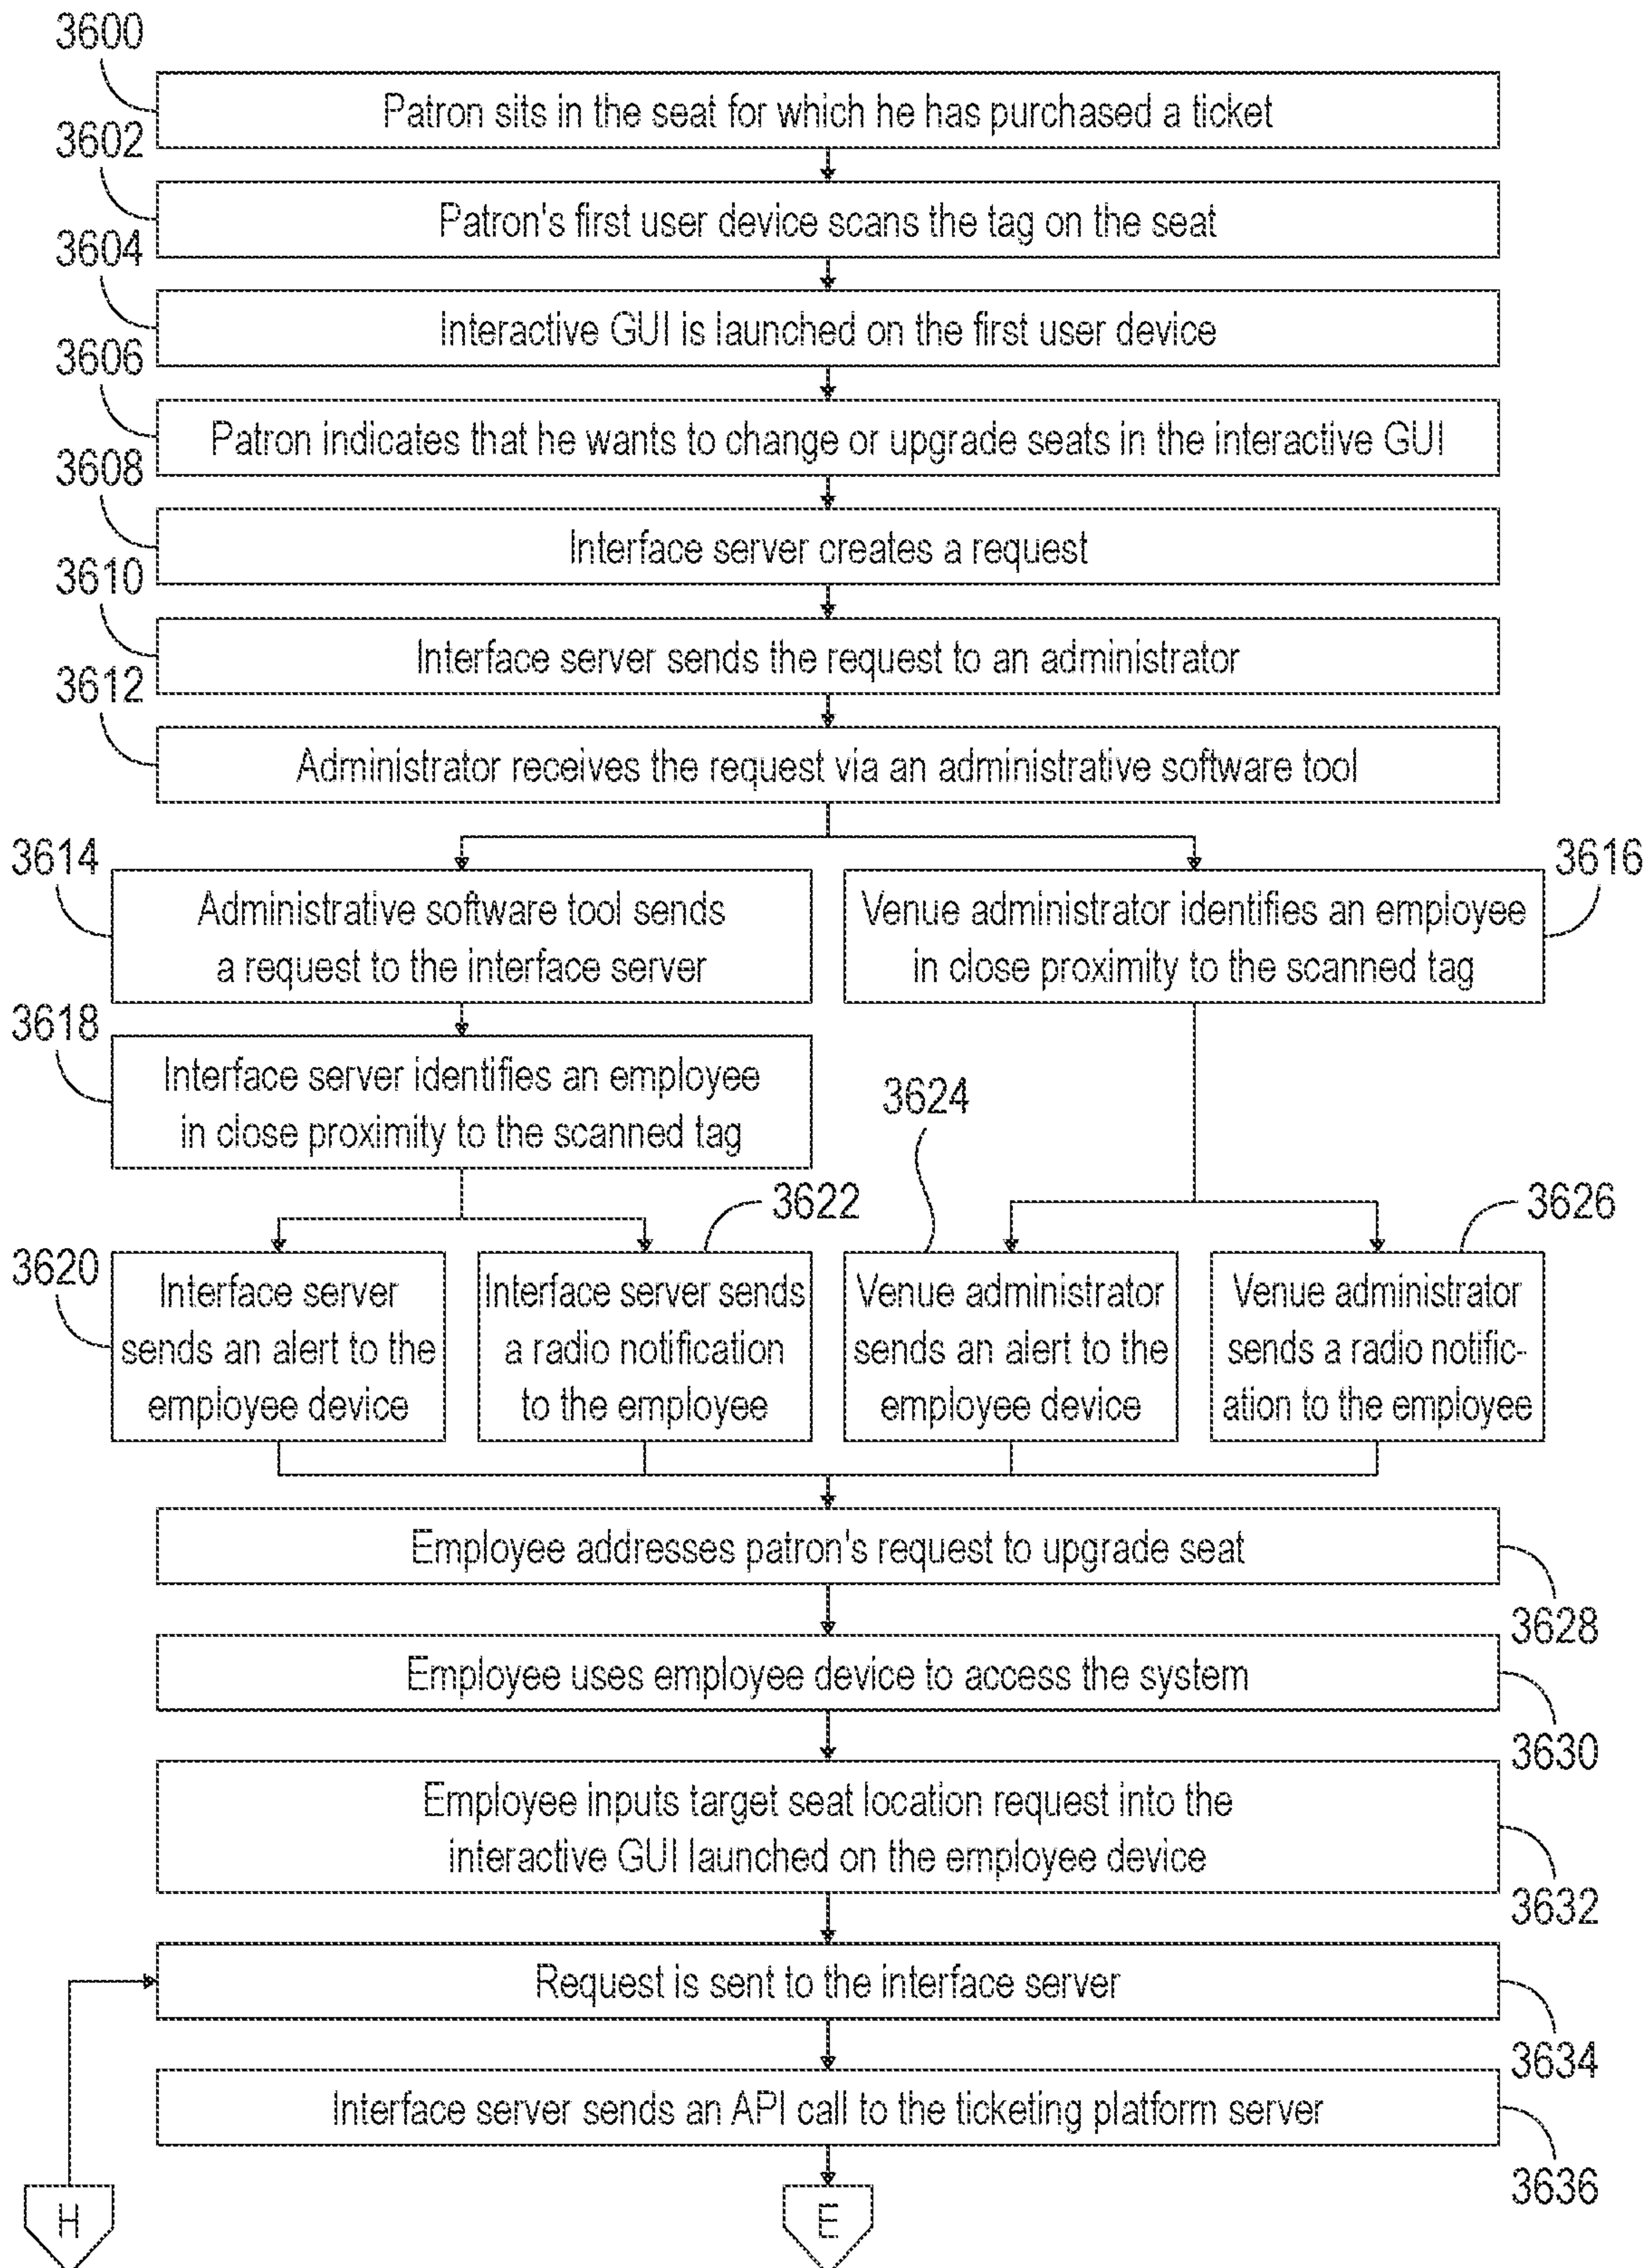 3600
Patron sits in the seat for which he has purchased a ticket
3602
Patron's first user device scans the tag on the seat
3604
Interactive GUI is launched on the first user device
3606
Patron indicates that he wants to change or upgrade seats in the interactive GUI
3608
Interface server creates a request
3610
Interface server sends the request to an administrator
3612
Administrator receives the request via an administrative software tool
3614
Administrative software tool sends
a request to the interface server
3616
Venue administrator identifies an employee
in close proximity to the scanned tag
3618
Interface server identifies an employee
in close proximity to the scanned tag
3620
Interface server
sends an alert to the
employee device
3622
Interface server sends
a radio notification
to the employee
3624
Venue administrator
sends an alert to the
employee device
3626
Venue administrator
sends a radio notific-
ation to the employee
Employee addresses patron's request to upgrade seat
3628
Employee uses employee device to access the system
3630
Employee inputs target seat location request into the
interactive GUI launched on the employee device
3632
Request is sent to the interface server
3634
Interface server sends an API call to the ticketing platform server
3636
H
E